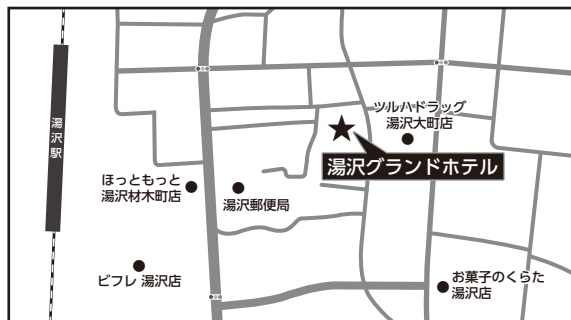 湯沢駅
ツルハドラッグ
湯沢大町店
湯沢グランドホテル
ほっともっと
湯沢材木町店
湯沢郵便局
ビフレ 湯沢店
お菓子のくらた
湯沢店